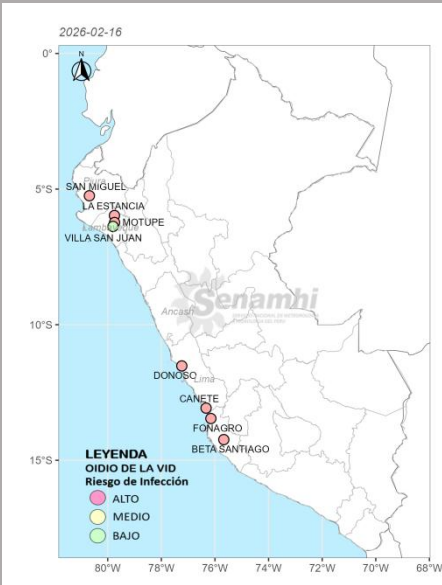 2026-02-16
N
0°
5°S
10°S
15°S
Piura
SAN MIGUEL
LA ESTANCIA
MOTUPE
Lambayeque
VILLA SAN JUAN
Senamhi
Ancash
DONOSO
Lima
CANETE
FONAGRO
BETA SANTIAGO
LEYENDA
OIDIO DE LA VID
Riesgo de Infección
ALTO
MEDIO
BAJO
80°W 78°W 76°W 74°W 72°W 70°W 68°W